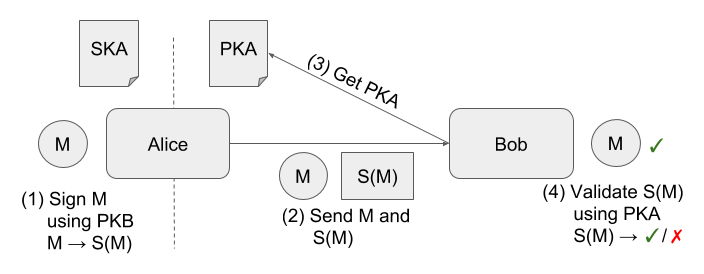 SKA
PKA
(3) Get PKA
M
Alice
Bob
M ✓
M
S(M)
(1) Sign M
using PKB
M → S(M)
(2) Send M and
S(M)
(4) Validate S(M)
using PKA
S(M) → ✓/✗